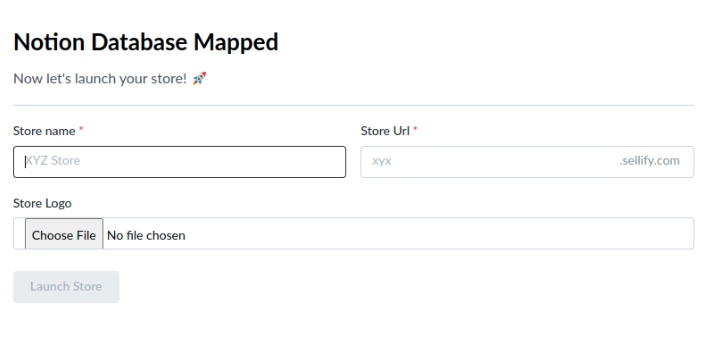 Notion Database Mapped
Now let's launch your store! 🚀
Store name *
Store Url *
XYZ Store
xyx
.sellify.com
Store Logo
Choose File No file chosen
Launch Store